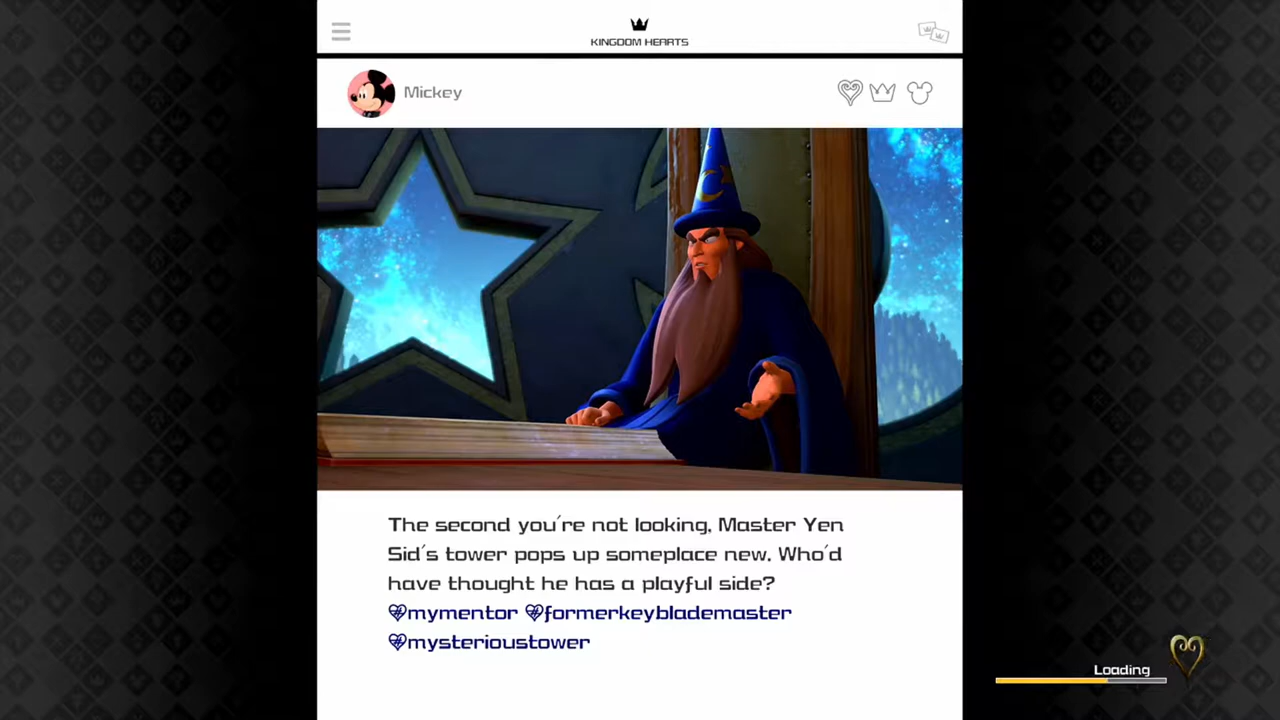 KINGDOM HEARTS
Mickey
The second you're not looking, Master Yen
Sid's tower pops up someplace new. Who'd
have thought he has a playful side?
#mymentor #formerkeyblademaster
#mysterioustower
Loading